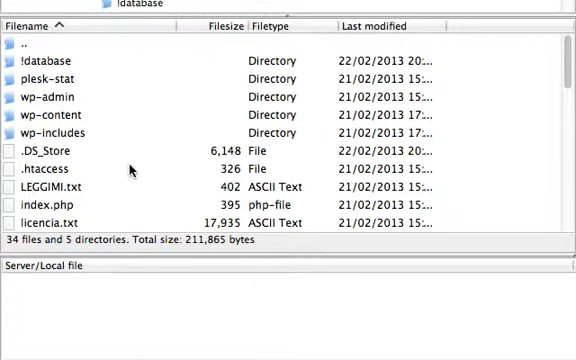 !database
Filename Filesize Filetype Last modified
..
!database Directory 22/02/2013 20:...
plesk-stat Directory 21/02/2013 15:...
wp-admin Directory 21/02/2013 15:...
wp-content Directory 21/02/2013 17:...
wp-includes Directory 21/02/2013 17:...
.DS_Store 6,148 File 22/02/2013 20:...
.htaccess 326 File 21/02/2013 15:...
LEGGIMI.txt 402 ASCII Text 21/02/2013 15:...
index.php 395 php-file 21/02/2013 15:...
licencia.txt 17,935 ASCII Text 21/02/2013 15:...
34 files and 5 directories. Total size: 211,865 bytes
Server/Local file